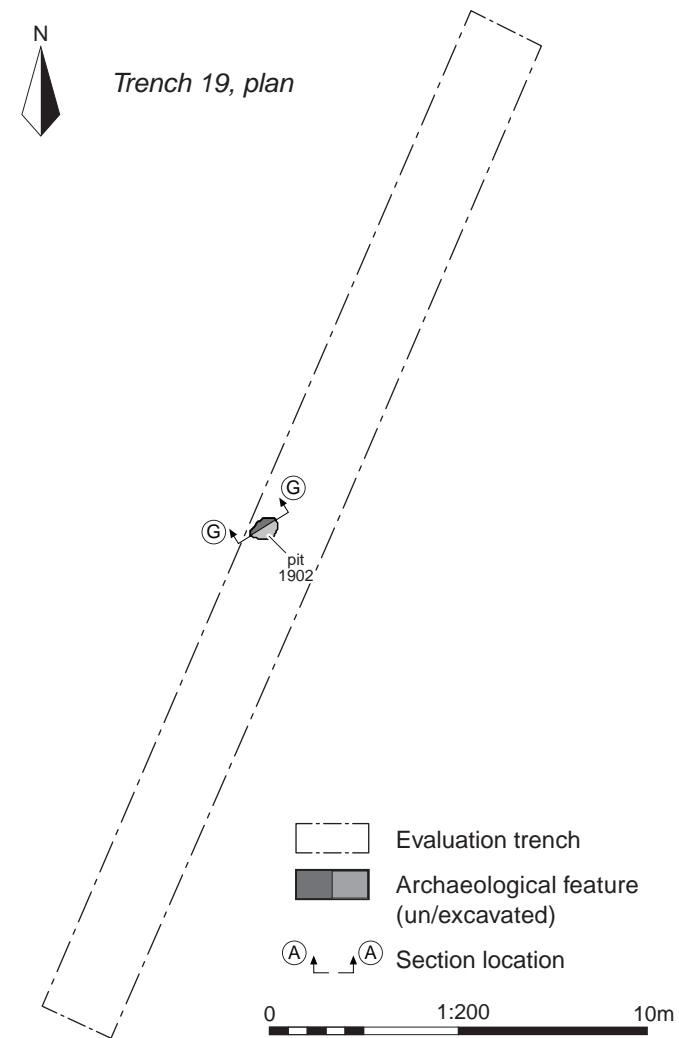 N
Trench 19, plan
G
G
pit
1902
Evaluation trench
Archaeological feature
(un/excavated)
A A Section location
0 1:200 10m